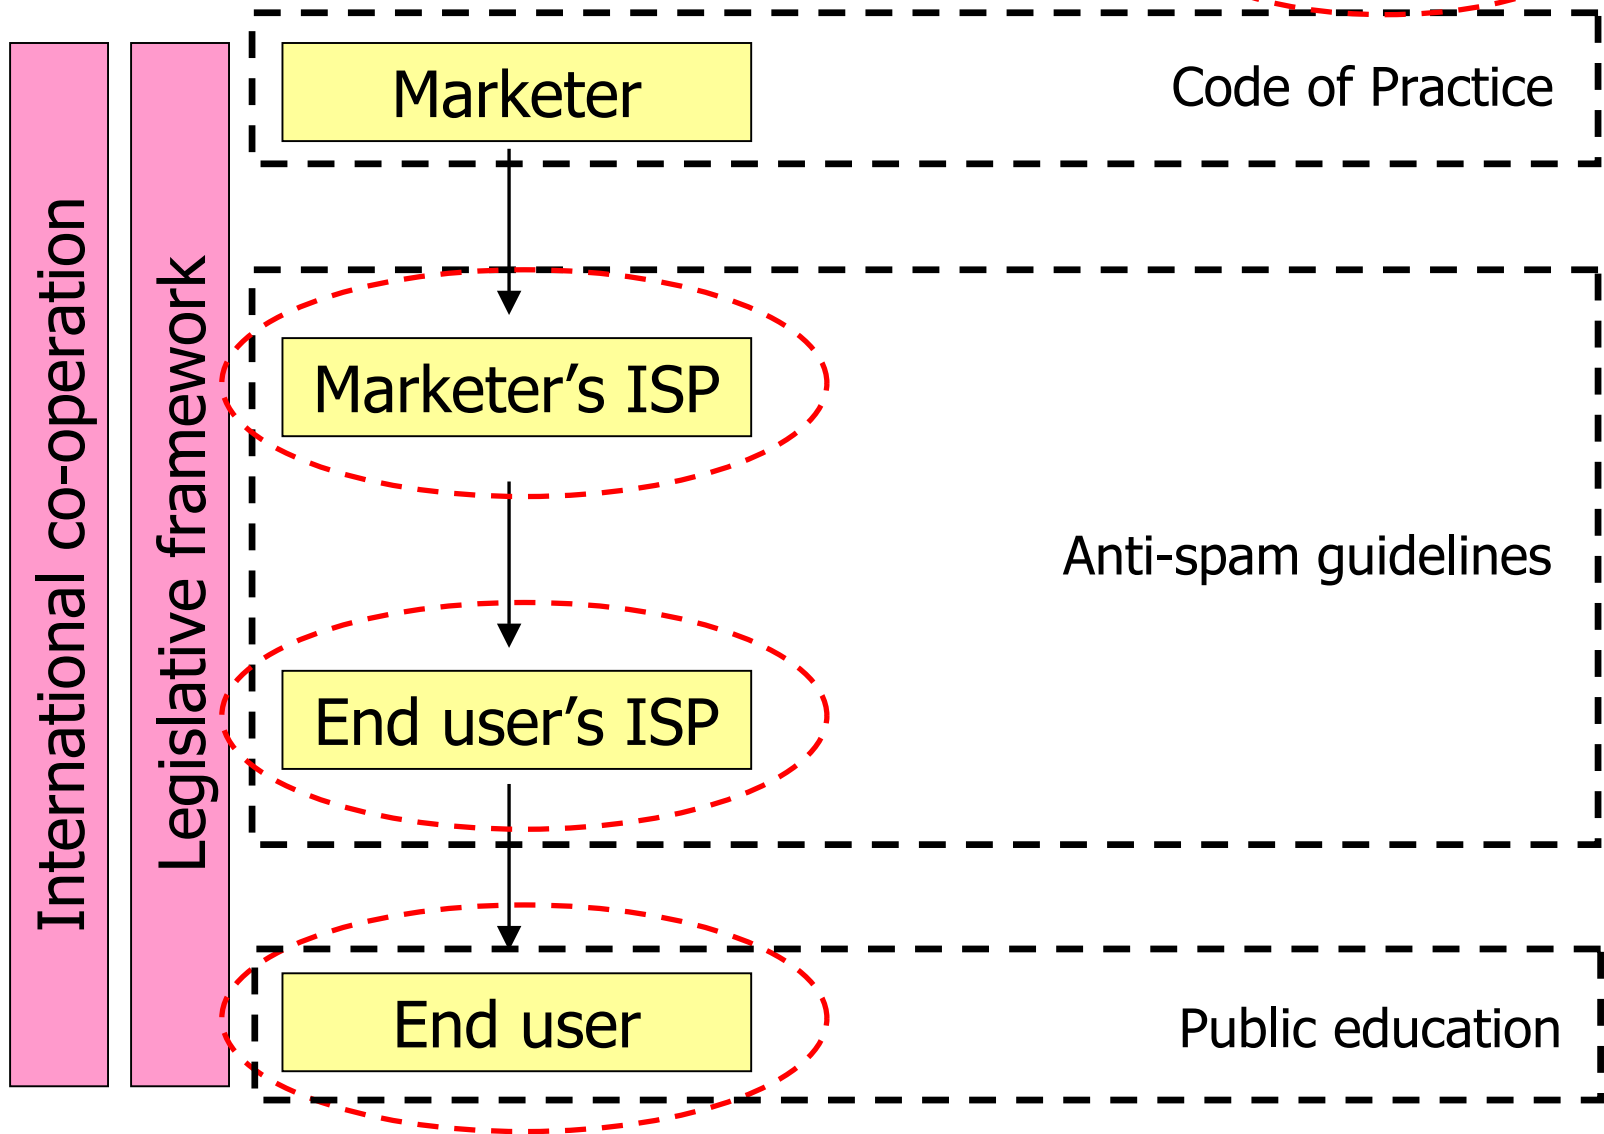 International co-operation
Legislative framework
Marketer
Code of Practice
Marketer’s ISP
Anti-spam guidelines
End user’s ISP
End user
Public education